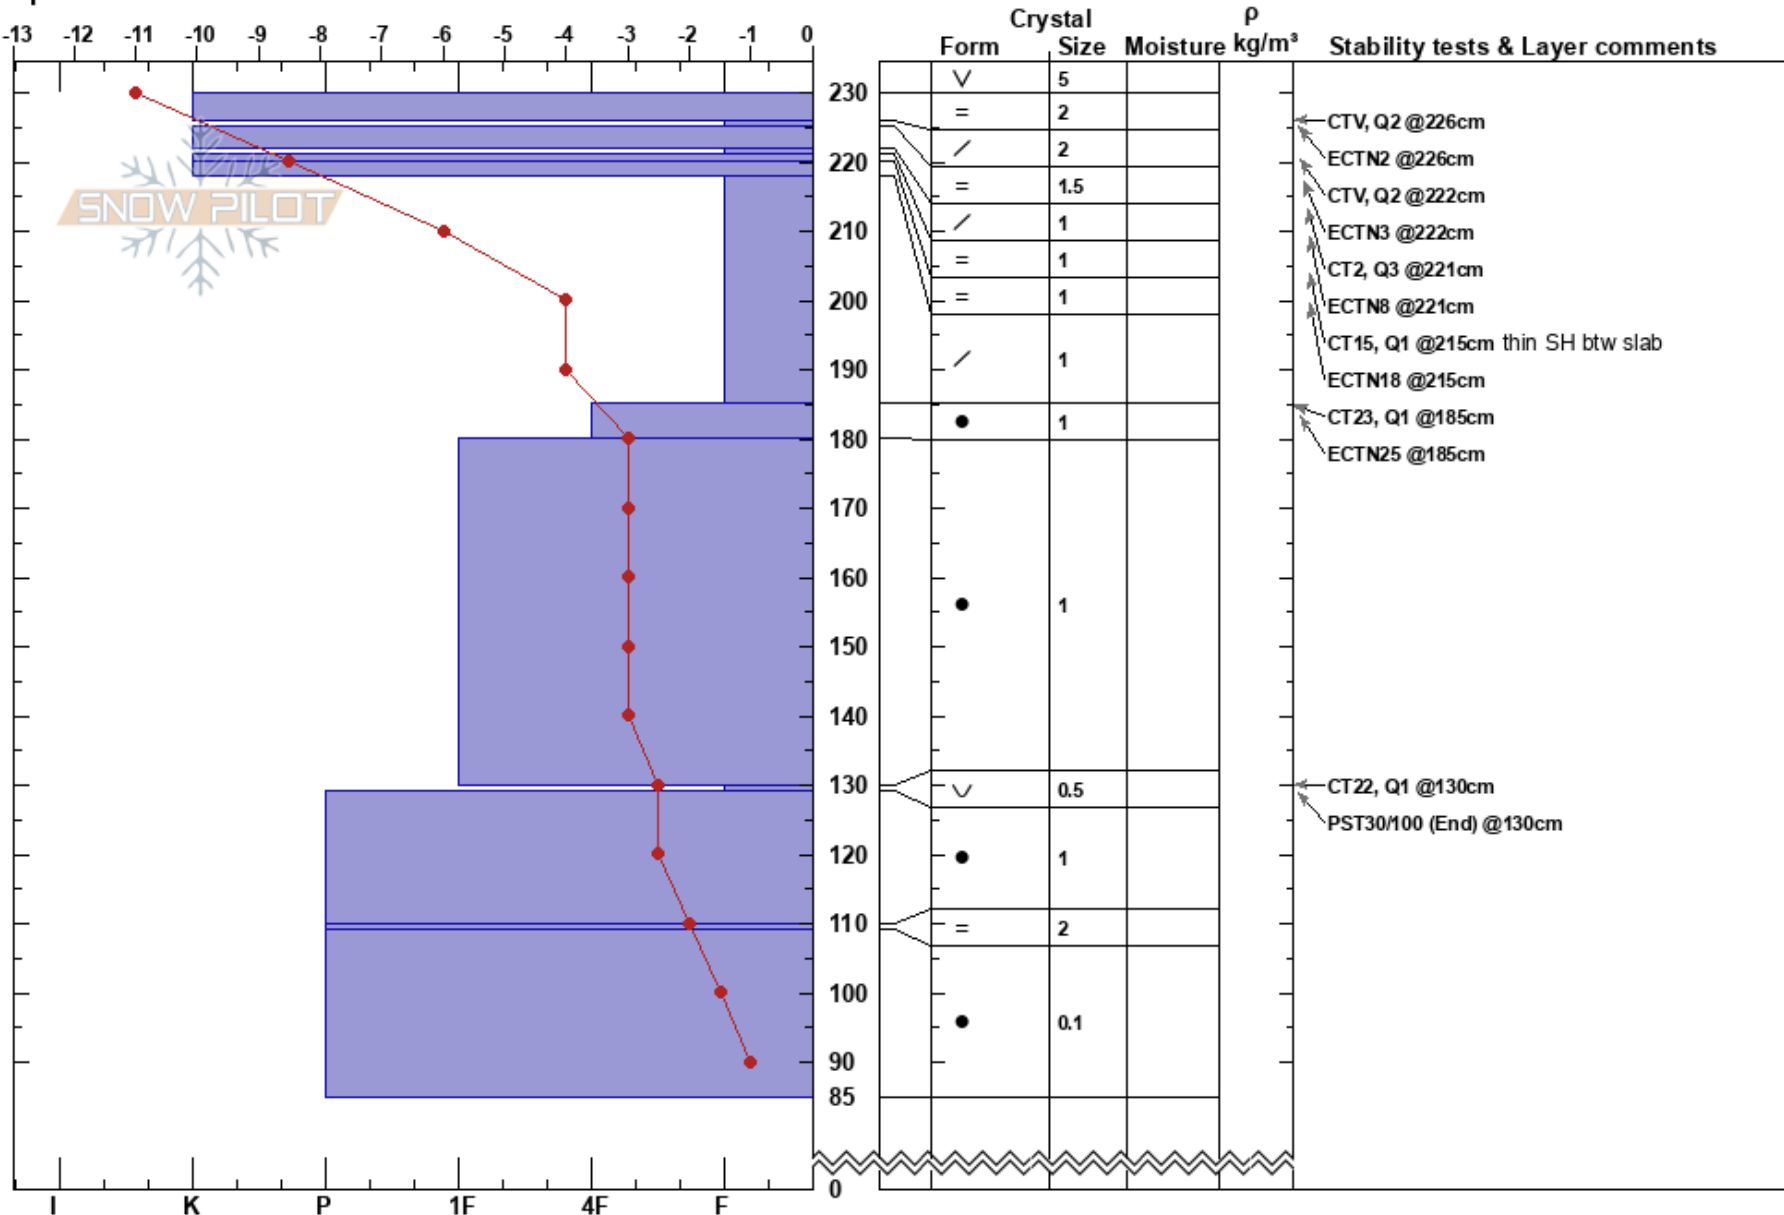 Crystal ρ
-13 -12 -11 -10 -9 -8 -7 -6 -5 -4 -3 -2 -1 0 Form Size Moisture kg/m³ Stability tests & Layer comments
230 5
= 2 CTV, Q2 @226cm
2 ECTN2 @226cm
220
SNOW PILOT = 1.5 CTV, Q2 @222cm
210 1 ECTN3 @222cm
= 1 CT2, Q3 @221cm
200 = 1 ECTN8 @221cm
CT15, Q1 @215cm thin SH btw slab
190 1 ECTN18 @215cm
1 CT23, Q1 @185cm
180 ECTN25 @185cm
170
160
1
150
140
130 0.5 CT22, Q1 @130cm
PST30/100 (End) @130cm
120 1
110 = 2
100
0.1
90
85
0
I K P 1F 4F F